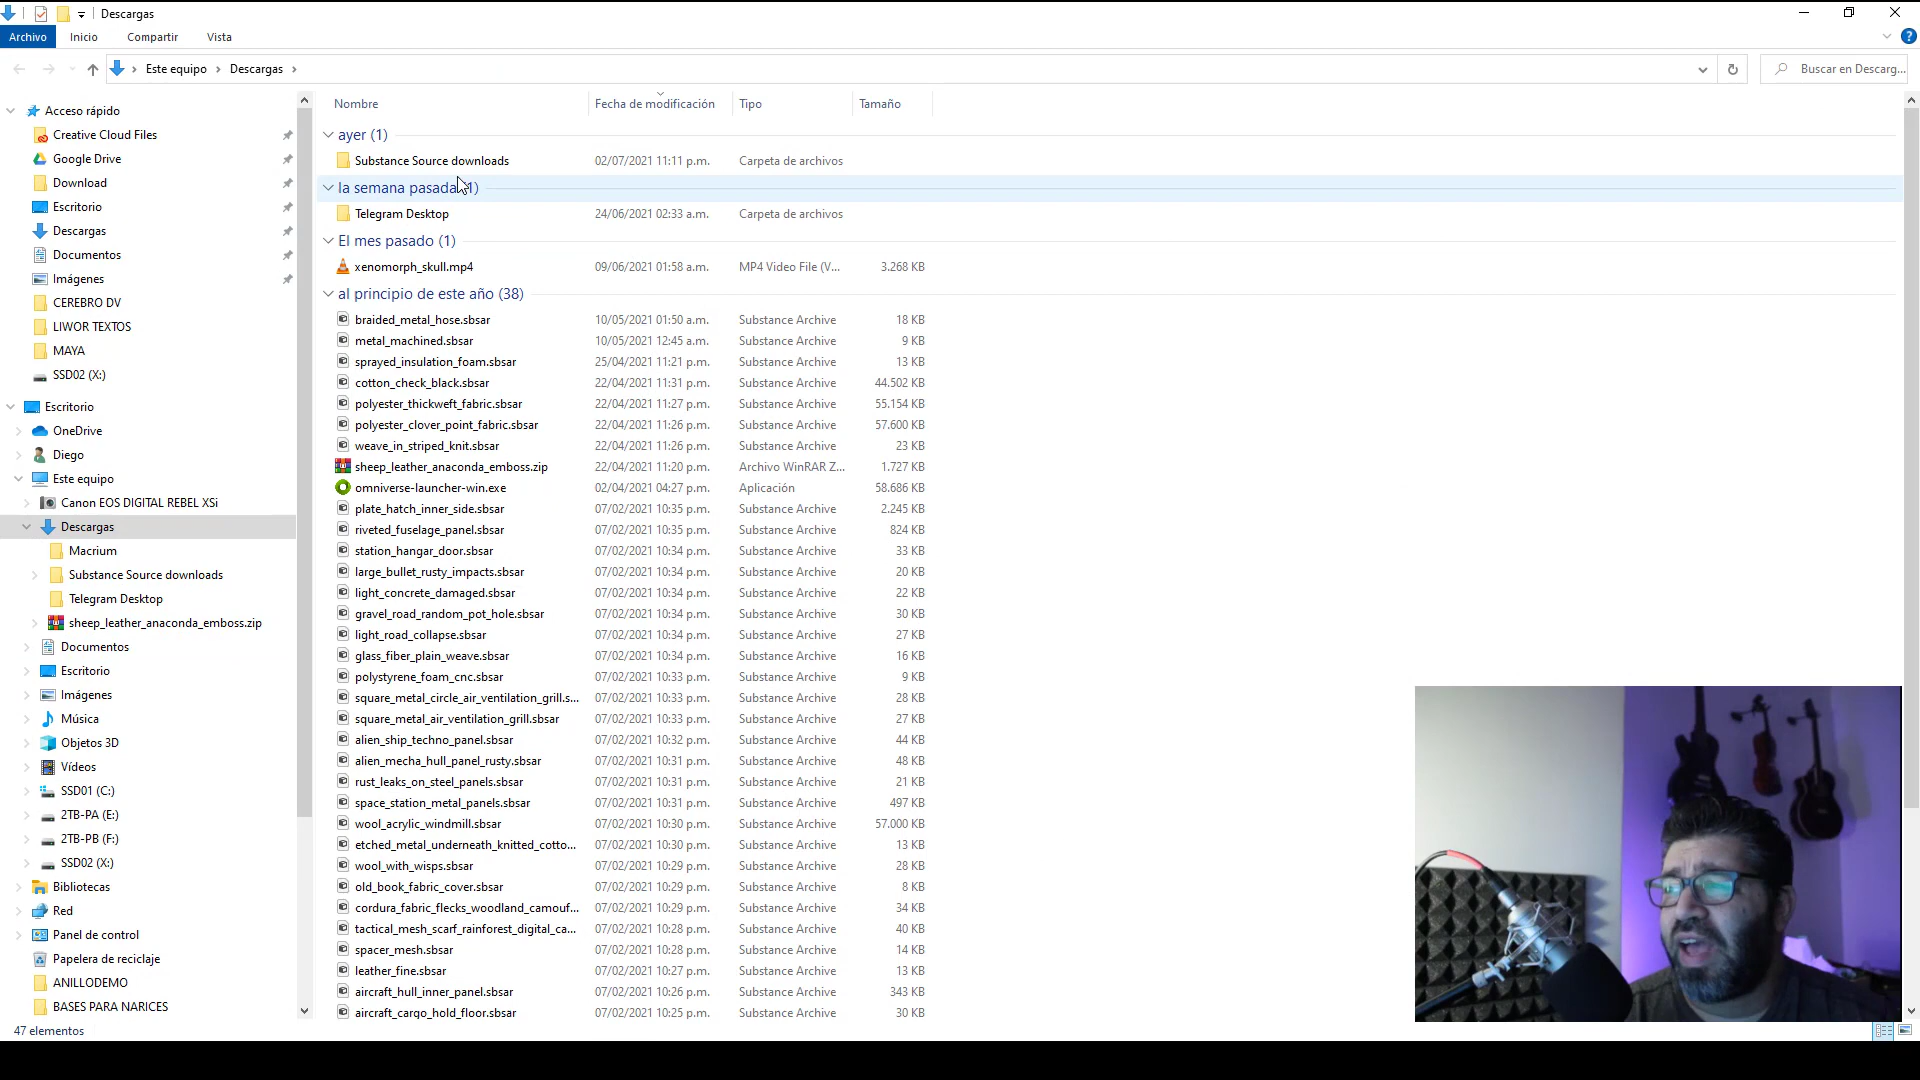 Descargas
Archivo Inicio Compartir Vista
Este equipo Descargas Buscar en Descarg...
Acceso rápido
Creative Cloud Files
Google Drive
Download
Escritorio
Descargas
Documentos
Imágenes
CEREBRO DV
LIWOR TEXTOS
MAYA
SSD02 (X:)
Escritorio
OneDrive
Diego
Este equipo
Canon EOS DIGITAL REBEL XSi
Descargas
Macrium
Substance Source downloads
Telegram Desktop
sheep_leather_anaconda_emboss.zip
Documentos
Escritorio
Imágenes
Música
Objetos 3D
Vídeos
SSD01 (C:)
2TB-PA (E:)
2TB-PB (F:)
SSD02 (X:)
Bibliotecas
Red
Panel de control
Papelera de reciclaje
ANILLODEMO
BASES PARA NARICES
Nombre Fecha de modificación Tipo Tamaño
ayer (1)
Substance Source downloads 02/07/2021 11:11 p.m. Carpeta de archivos
la semana pasada (1)
Telegram Desktop 24/06/2021 02:33 a.m. Carpeta de archivos
El mes pasado (1)
xenomorph_skull.mp4 09/06/2021 01:58 a.m. MP4 Video File (V... 3.268 KB
al principio de este año (38)
braided_metal_hose.sbsar 10/05/2021 01:50 a.m. Substance Archive 18 KB
metal_machined.sbsar 10/05/2021 12:45 a.m. Substance Archive 9 KB
sprayed_insulation_foam.sbsar 25/04/2021 11:21 p.m. Substance Archive 13 KB
cotton_check_black.sbsar 22/04/2021 11:31 p.m. Substance Archive 44.502 KB
polyester_thickweft_fabric.sbsar 22/04/2021 11:27 p.m. Substance Archive 55.154 KB
polyester_clover_point_fabric.sbsar 22/04/2021 11:26 p.m. Substance Archive 57.600 KB
weave_in_striped_knit.sbsar 22/04/2021 11:26 p.m. Substance Archive 23 KB
sheep_leather_anaconda_emboss.zip 22/04/2021 11:20 p.m. Archivo WinRAR Z... 1.727 KB
omniverse-launcher-win.exe 02/04/2021 04:27 p.m. Aplicación 58.686 KB
plate_hatch_inner_side.sbsar 07/02/2021 10:35 p.m. Substance Archive 2.245 KB
riveted_fuselage_panel.sbsar 07/02/2021 10:35 p.m. Substance Archive 824 KB
station_hangar_door.sbsar 07/02/2021 10:34 p.m. Substance Archive 33 KB
large_bullet_rusty_impacts.sbsar 07/02/2021 10:34 p.m. Substance Archive 20 KB
light_concrete_damaged.sbsar 07/02/2021 10:34 p.m. Substance Archive 22 KB
gravel_road_random_pot_hole.sbsar 07/02/2021 10:34 p.m. Substance Archive 30 KB
light_road_collapse.sbsar 07/02/2021 10:34 p.m. Substance Archive 27 KB
glass_fiber_plain_weave.sbsar 07/02/2021 10:34 p.m. Substance Archive 16 KB
polystyrene_foam_cnc.sbsar 07/02/2021 10:33 p.m. Substance Archive 9 KB
square_metal_circle_air_ventilation_grill.s... 07/02/2021 10:33 p.m. Substance Archive 28 KB
square_metal_air_ventilation_grill.sbsar 07/02/2021 10:33 p.m. Substance Archive 27 KB
alien_ship_techno_panel.sbsar 07/02/2021 10:32 p.m. Substance Archive 44 KB
alien_mecha_hull_panel_rusty.sbsar 07/02/2021 10:31 p.m. Substance Archive 48 KB
rust_leaks_on_steel_panels.sbsar 07/02/2021 10:31 p.m. Substance Archive 21 KB
space_station_metal_panels.sbsar 07/02/2021 10:31 p.m. Substance Archive 497 KB
wool_acrylic_windmill.sbsar 07/02/2021 10:30 p.m. Substance Archive 57.000 KB
etched_metal_underneath_knitted_cotto... 07/02/2021 10:30 p.m. Substance Archive 13 KB
wool_with_wisps.sbsar 07/02/2021 10:29 p.m. Substance Archive 28 KB
old_book_fabric_cover.sbsar 07/02/2021 10:29 p.m. Substance Archive 8 KB
cordura_fabric_flecks_woodland_camouf... 07/02/2021 10:29 p.m. Substance Archive 34 KB
tactical_mesh_scarf_rainforest_digital_ca... 07/02/2021 10:28 p.m. Substance Archive 40 KB
spacer_mesh.sbsar 07/02/2021 10:28 p.m. Substance Archive 14 KB
leather_fine.sbsar 07/02/2021 10:27 p.m. Substance Archive 13 KB
aircraft_hull_inner_panel.sbsar 07/02/2021 10:26 p.m. Substance Archive 343 KB
aircraft_cargo_hold_floor.sbsar 07/02/2021 10:25 p.m. Substance Archive 30 KB
47 elementos